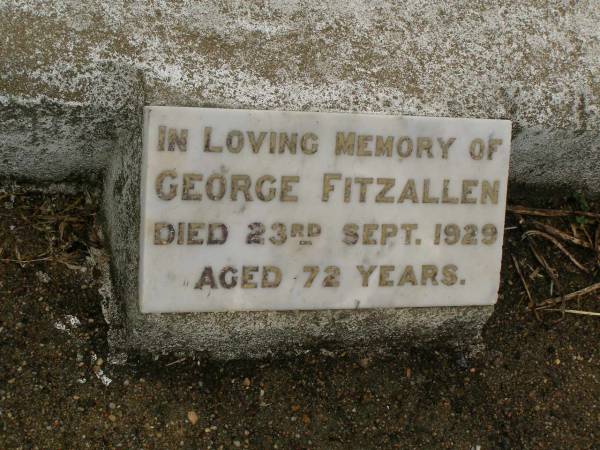 IN LOVING MEMORY OF
GEORGE FITZALLEN
DIED 23RD SEPT. 1929
AGED 72 YEARS.